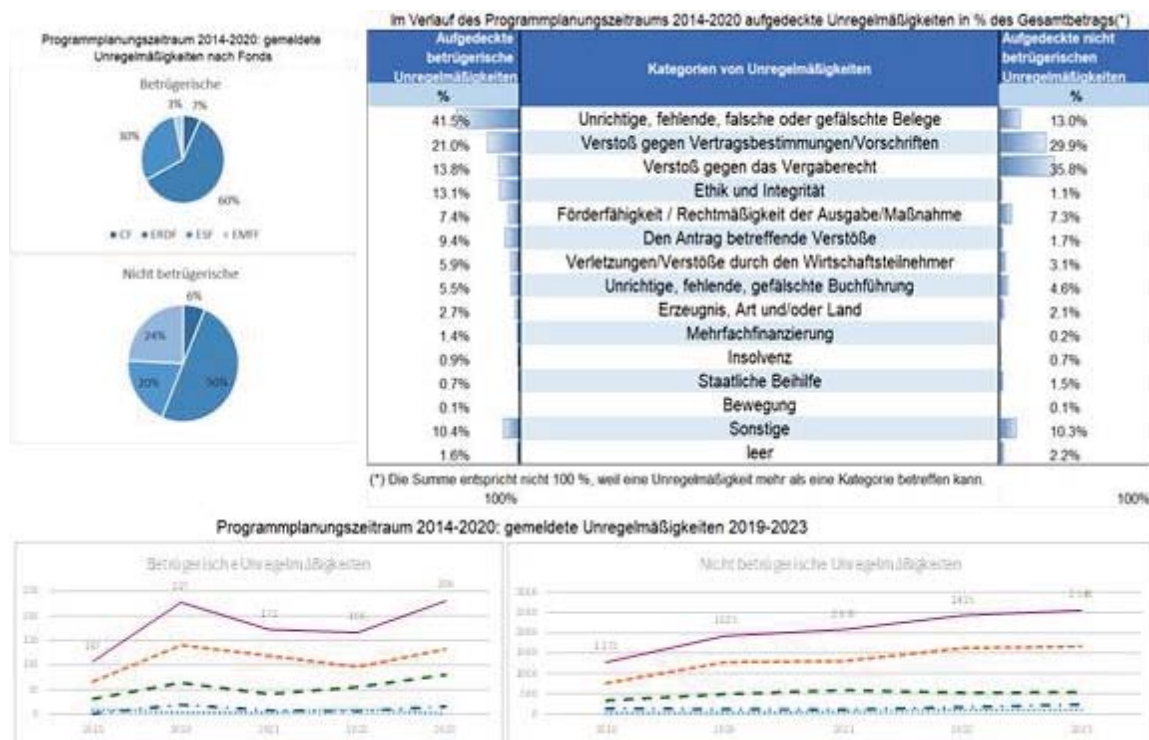 Im Verlauf des Programmplanungszeitraums 2014-2020 aufgedeckte Unregelmäßigkeiten in % des Gesamtbetrags(*)
Programmplanungszeitraum 2014-2020: gemeldete
Unregelmäßigkeiten nach Fonds
Betrügerische
3%
7%
30%
60%
CF ERDF ESF EMFF
Nicht betrügerische
6%
24%
20%
50%
Aufgedeckte
betrügerische
Unregelmäßigkeiten
Kategorien von Unregelmäßigkeiten
Aufgedeckte nicht
betrügerischen
Unregelmäßigkeiten
% %
41.5% Unrichtige, fehlende, falsche oder gefälschte Belege 13.0%
21.0% Verstoß gegen Vertragsbestimmungen/Vorschriften 29.9%
13.8% Verstoß gegen das Vergaberecht 35.8%
13.1% Ethik und Integrität 1.1%
7.4% Förderfähigkeit / Rechtmäßigkeit der Ausgabe/Maßnahme 7.3%
9.4% Den Antrag betreffende Verstöße 1.7%
5.9% Verletzungen/Verstöße durch den Wirtschaftsteilnehmer 3.1%
5.5% Unrichtige, fehlende, gefälschte Buchführung 4.6%
2.7% Erzeugnis, Art und/oder Land 2.1%
1.4% Mehrfachfinanzierung 0.2%
0.9% Insolvenz 0.7%
0.7% Staatliche Beihilfe 1.5%
0.1% Bewegung 0.1%
10.4% Sonstige 10.3%
1.6% leer 2.2%
(*) Die Summe entspricht nicht 100 %, weil eine Unregelmäßigkeit mehr als eine Kategorie betreffen kann.
100% 100%
Programmplanungszeitraum 2014-2020: gemeldete Unregelmäßigkeiten 2019-2023
Betrügerische Unregelmäßigkeiten
Nicht betrügerische Unregelmäßigkeiten